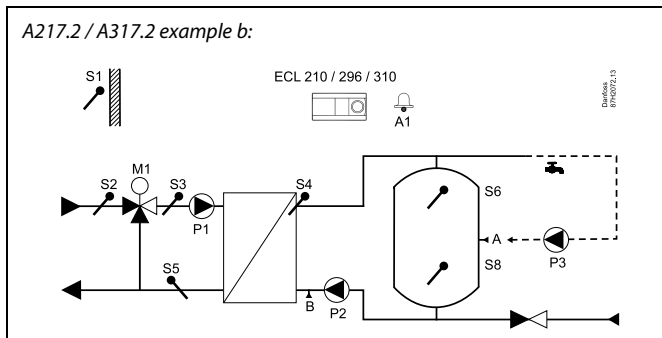 A217.2 / A317.2 example b:
S1
ECL 210 / 296 / 310
A1
Danfoss
87H2072.13
M1
S2
S3
S4
P1
S6
A
P3
S5
S8
B
P2